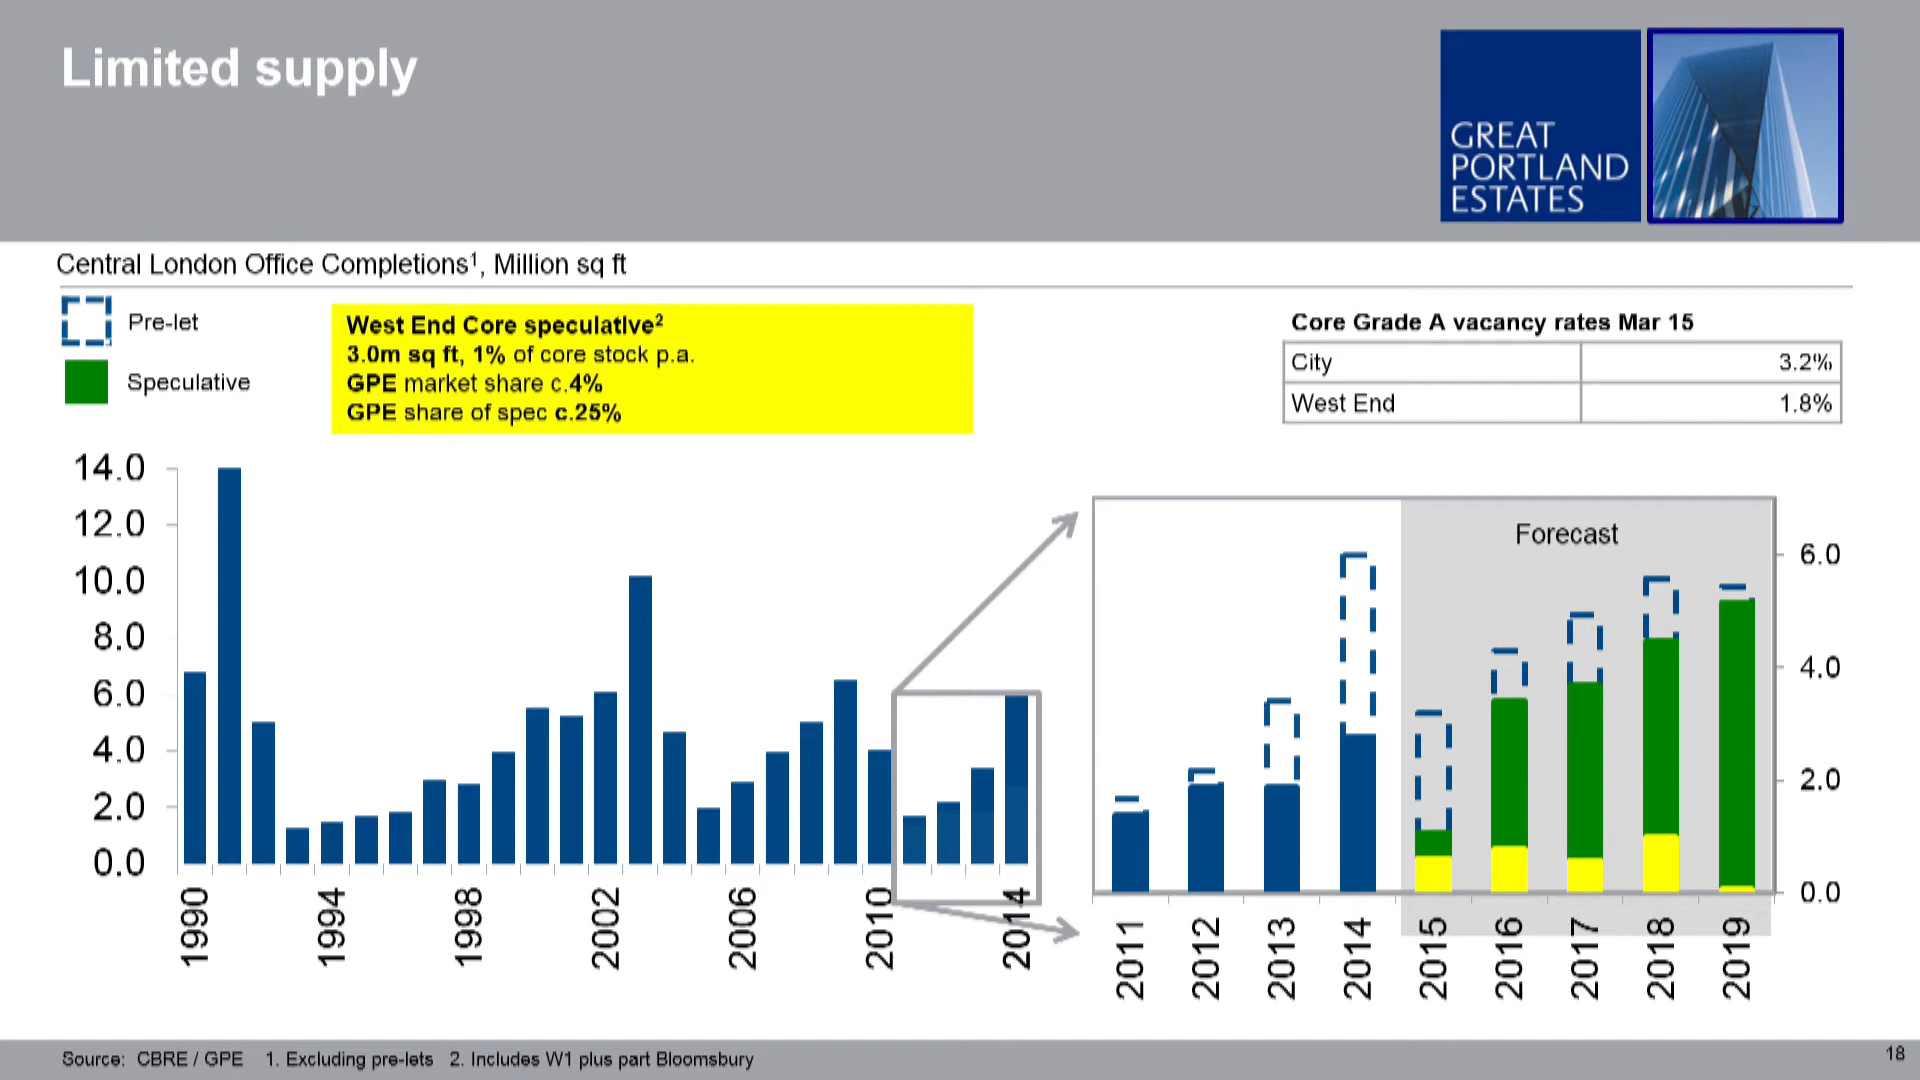 Limited supply
GREAT
PORTLAND
ESTATES
Central London Office Completions¹, Million sq ft
Pre-let
Speculative
West End Core speculative²
3.0m sq ft, 1% of core stock p.a.
GPE market share c.4%
GPE share of spec c.25%
Core Grade A vacancy rates Mar 15
City 3.2%
West End 1.8%
14.0
12.0
10.0
8.0
6.0
4.0
2.0
0.0
1990
1994
1998
2002
2006
2010
2014
Forecast
6.0
4.0
2.0
0.0
2011
2012
2013
2014
2015
2016
2017
2018
2019
Source: CBRE / GPE 1. Excluding pre-lets 2. Includes W1 plus part Bloomsbury
18